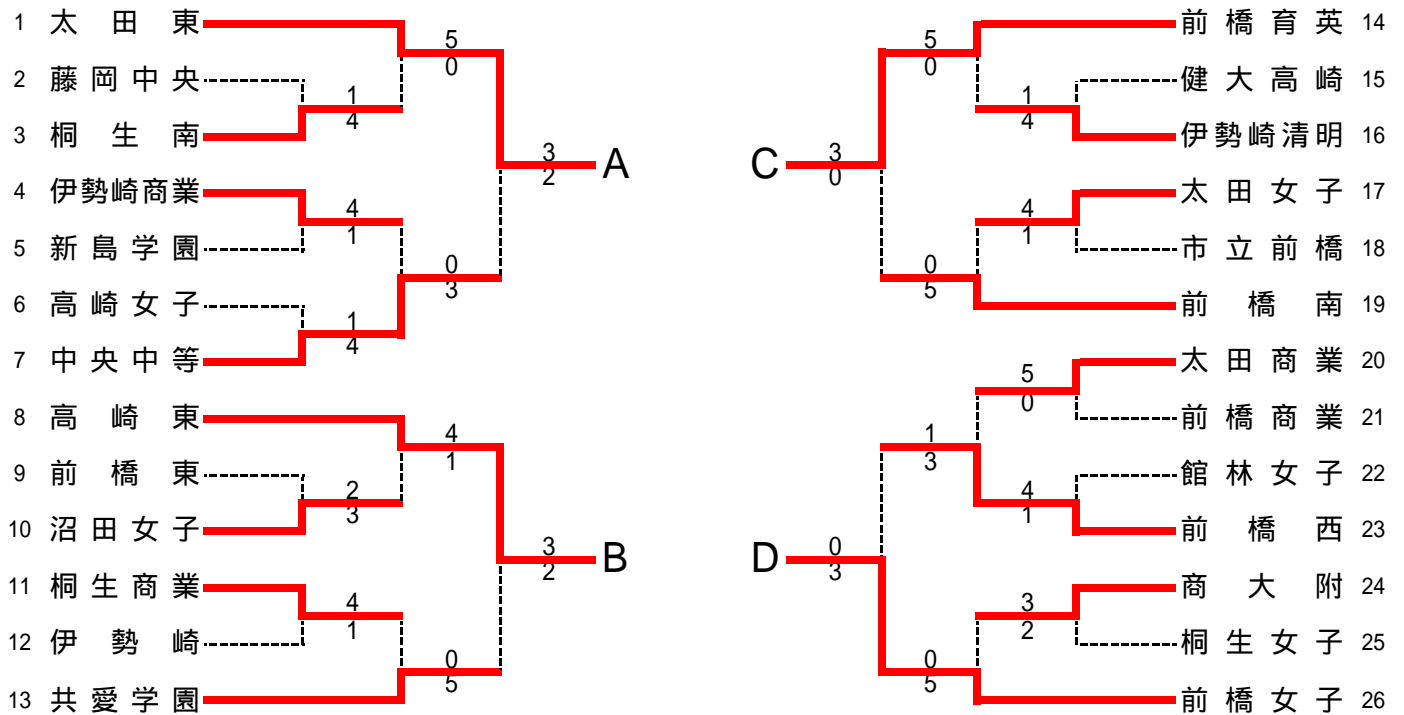 1 太田東
2 藤岡中央
3 桐生南
4 伊勢崎商業
5 新島学園
6 高崎女子
7 中央中等
8 高崎東
9 前橋東
10 沼田女子
11 桐生商業
12 伊勢崎
13 共愛学園
1
4
4
1
1
4
2
3
4
1
5
0
0
3
4
1
0
5
3
2
A
3
2
B
C
3
0
D
0
3
5
0
0
5
1
3
0
5
1
4
4
1
5
0
4
1
3
2
前橋育英 14
健大高崎 15
伊勢崎清明 16
太田女子 17
市立前橋 18
前橋南 19
太田商業 20
前橋商業 21
館林女子 22
前橋西 23
商大附 24
桐生女子 25
前橋女子 26